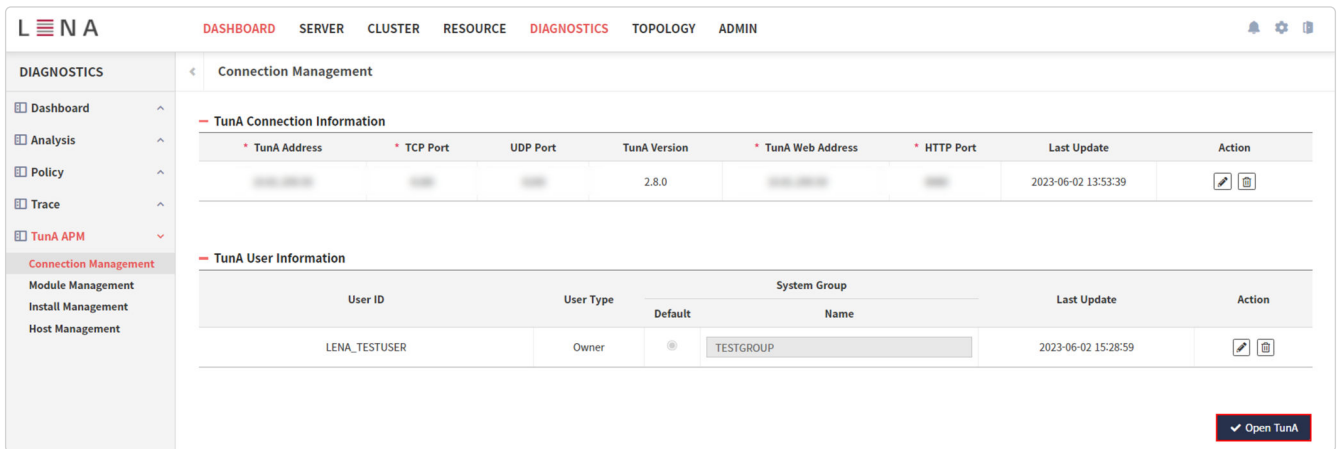 LENA DASHBOARD SERVER CLUSTER RESOURCE DIAGNOSTICS TOPOLOGY ADMIN
DIAGNOSTICS < Connection Management
Dashboard
Analysis
Policy
Trace
TunA APM
Connection Management
Module Management
Install Management
Host Management
TunA Connection Information
* TunA Address * TCP Port UDP Port TunA Version * TunA Web Address * HTTP Port Last Update Action
2.8.0 2023-06-02 13:53:39
TunA User Information
User ID User Type System Group Last Update Action
Default Name
LENA_TESTUSER Owner TESTGROUP 2023-06-02 15:28:59
Open TunA